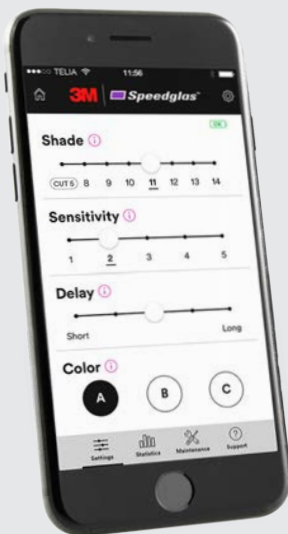 TELIA 11:56
3M Speedglas™
OK
Shade i
CUT 5 8 9 10 11 12 13 14
Sensitivity i
1 2 3 4 5
Delay i
Short Long
Color i
A B C
Settings Statistics Maintenance ? Support